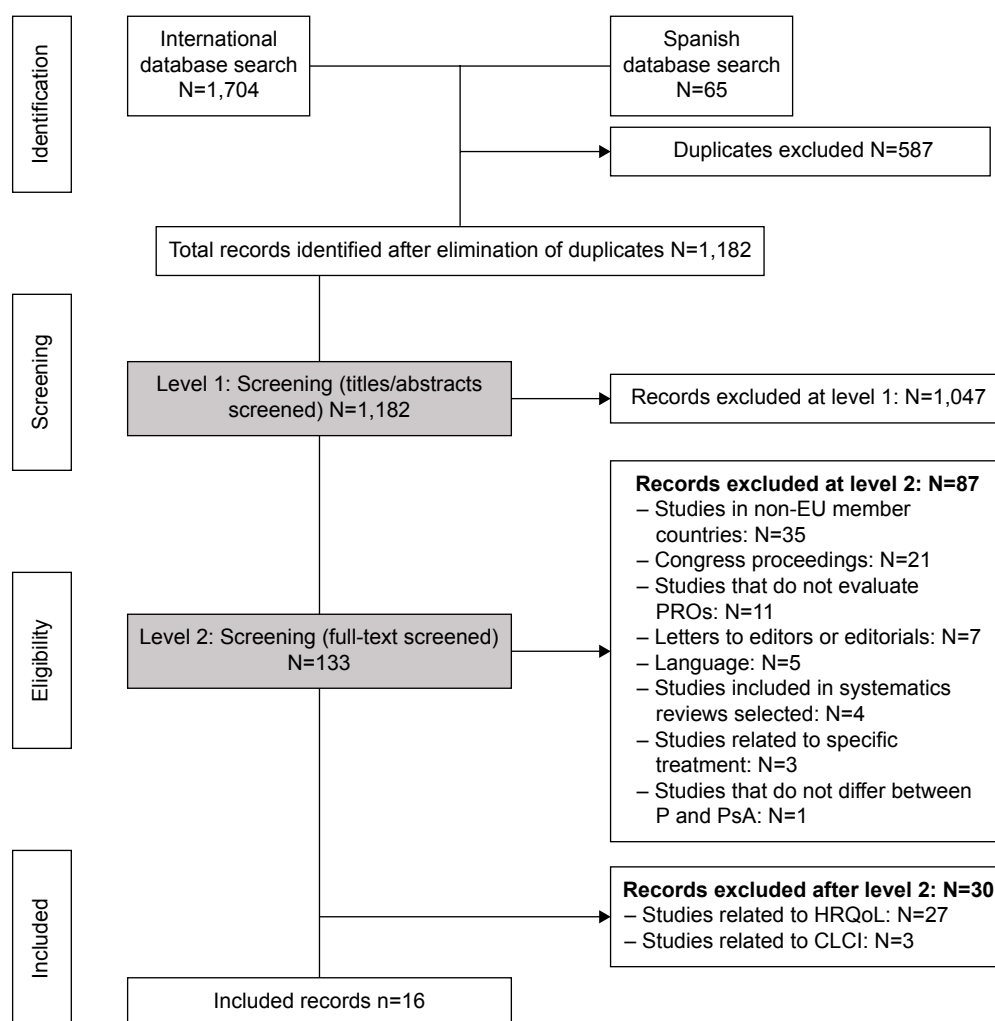 Identification
International
database search
N=1,704
Spanish
database search
N=65
Duplicates excluded N=587
Total records identified after elimination of duplicates N=1,182
Screening
Level 1: Screening (titles/abstracts
screened) N=1,182
Records excluded at level 1: N=1,047
Eligibility
Level 2: Screening (full-text screened)
N=133
Records excluded at level 2: N=87
– Studies in non-EU member
countries: N=35
– Congress proceedings: N=21
– Studies that do not evaluate
PROs: N=11
– Letters to editors or editorials: N=7
– Language: N=5
– Studies included in systematics
reviews selected: N=4
– Studies related to specific
treatment: N=3
– Studies that do not differ between
P and PsA: N=1
Included
Records excluded after level 2: N=30
– Studies related to HRQoL: N=27
– Studies related to CLCI: N=3
Included records n=16